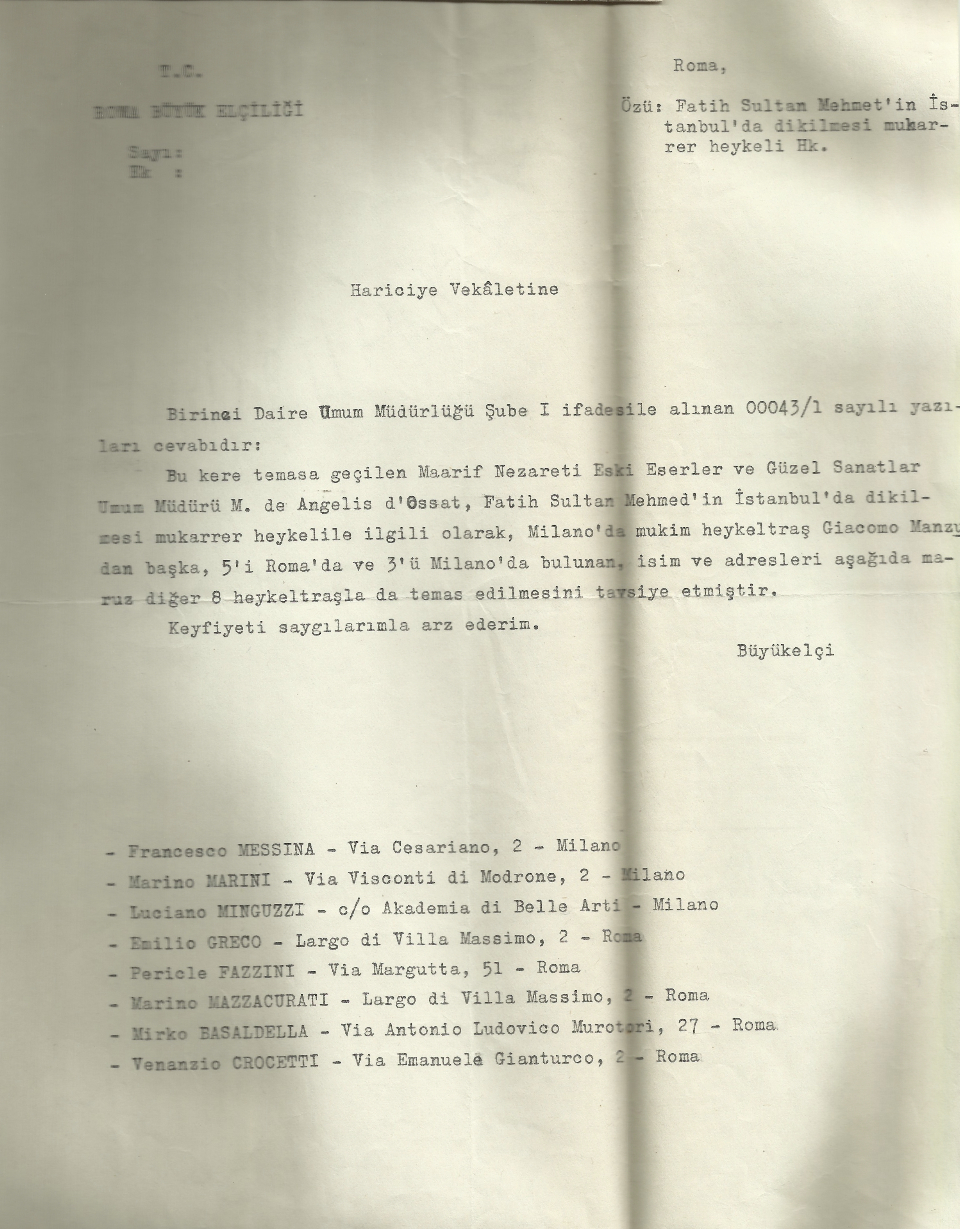 T.C.
ROMA BÜYÜK ELÇİLİĞİ
Sayı:
Ek :
Roma,
Özü: Fatih Sultan Mehmet'in İs-
tanbul'da dikilmesi mukar-
rer heykeli Hk.
Hariciye Vekâletine
Birinci Daire Umum Müdürlüğü Şube I ifadesile alınan 00043/1 sayılı yazı-
ları cevabıdır:
Bu kere temasa geçilen Maarif Nezareti Eski Eserler ve Güzel Sanatlar
Umum Müdürü M. de Angelis d'Ossat, Fatih Sultan Mehmed'in İstanbul'da dikil-
mesi mukarrer heykelile ilgili olarak, Milano'da mukim heykeltraş Giacomo Manzu
dan başka, 5'i Roma'da ve 3'ü Milano'da bulunan, isim ve adresleri aşağıda ma-
ruz diğer 8 heykeltraşla da temas edilmesini tavsiye etmiştir.
Keyfiyeti saygılarımla arz ederim.
Büyükelçi
- Francesco MESSINA - Via Cesariano, 2 - Milano
- Marino MARINI - Via Visconti di Modrone, 2 - Milano
- Luciano MINGUZZI - c/o Akademia di Belle Arti - Milano
- Emilio GRECO - Largo di Villa Massimo, 2 - Roma
- Pericle FAZZINI - Via Margutta, 51 - Roma
- Marino MAZZACURATI - Largo di Villa Massimo, 2 - Roma
- Mirko BASALDELLA - Via Antonio Ludovico Murotori, 27 - Roma
- Venanzio CROCETTI - Via Emanuele Gianturco, 2 - Roma